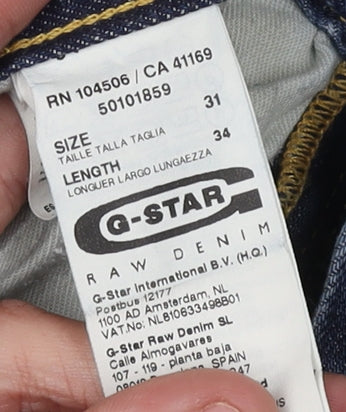 RN 104506 / CA 41169
50101859
SIZE 31
TAILLE TALLA TAGLIA
LENGTH 34
LONGUER LARGO LUNGAEZZA
G-STAR
RAW DENIM
G-Star International B.V. (H.Q.)
Postbus 12177
1100 AD Amsterdam, NL
VAT.No: NL810633498B01
G-Star Raw Denim SL
Calle Almogavares
107 - 119 - planta baja
SPAIN